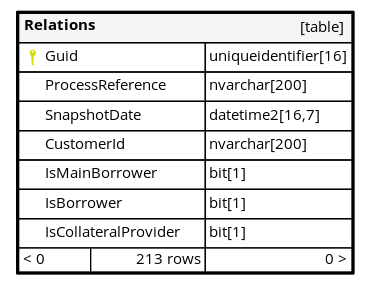 Relations [table]
Guid uniqueidentifier[16]
ProcessReference nvarchar[200]
SnapshotDate datetime2[16,7]
CustomerId nvarchar[200]
IsMainBorrower bit[1]
IsBorrower bit[1]
IsCollateralProvider bit[1]
< 0 213 rows 0 >